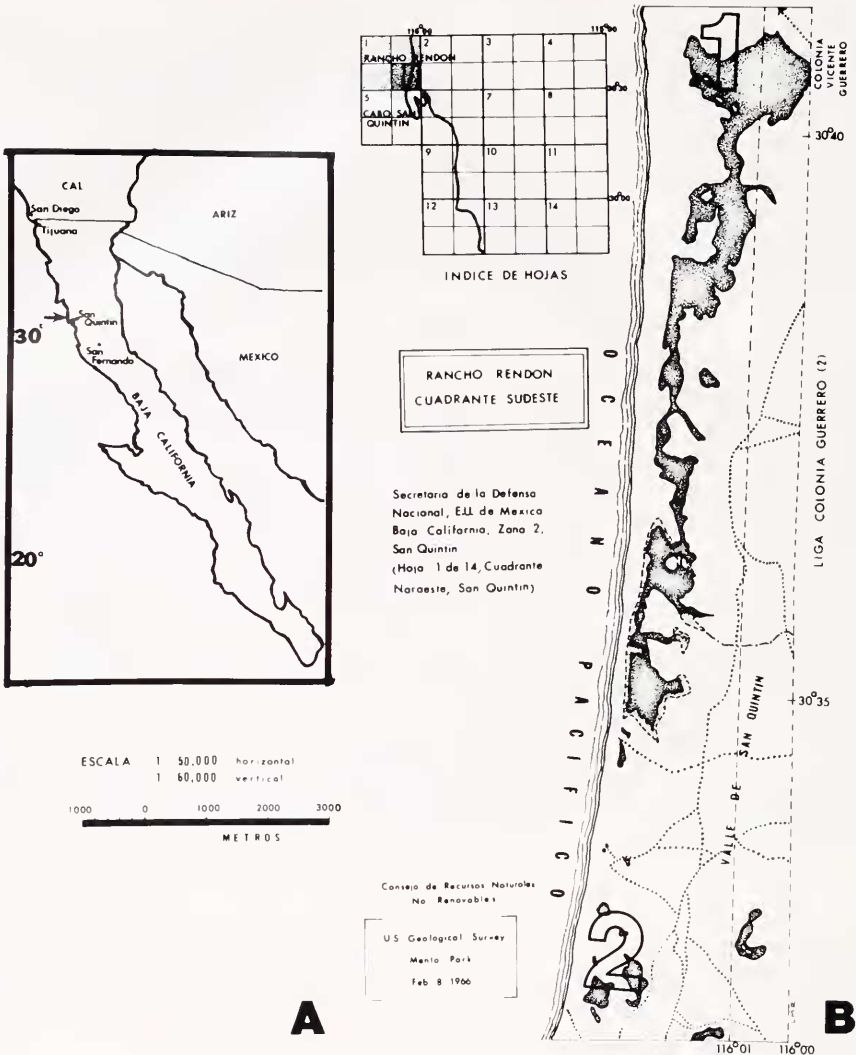 CAL
San Diego
Tijuana
ARIZ
30°
San
Quintin
San
Fernando
MEXICO
BAJA
CALIFORNIA
20°
ESCALA 1 50,000 horizontal
1 60,000 vertical
1000 0 1000 2000 3000
METROS
A
116°00 115°00
1 2 3 4
RANCHO RENDON
30°30
5 7 8
CABO SAN
QUINTIN
9 10 11
30°00
12 13 14
INDICE DE HOJAS
RANCHO RENDON
CUADRANTE SUDESTE
Secretaria de la Defensa
Nacional, E.U. de Mexico
Baja California, Zona 2,
San Quintin
(Hoja 1 de 14, Cuadrante
Noroeste, San Quintin)
Consejo de Recursos Naturales
No Renovables
US Geological Survey
Menlo Park
Feb 8 1966
OCEANO PACIFICO
1
COLONIA
VICENTE
GUERRERO
30°40
LIGA COLONIA GUERRERO (2)
30°35
VALLE DE SAN QUINTIN
2
116°01 116°00
B